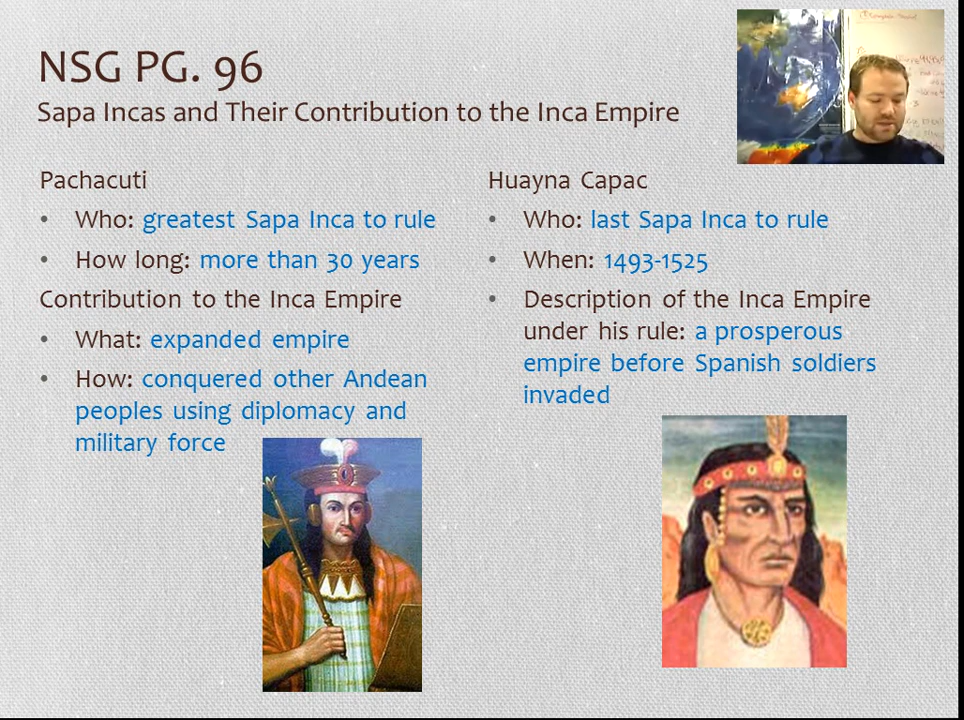 NSG PG. 96
Sapa Incas and Their Contribution to the Inca Empire
Pachacuti
• Who: greatest Sapa Inca to rule
• How long: more than 30 years
Contribution to the Inca Empire
• What: expanded empire
• How: conquered other Andean
peoples using diplomacy and
military force
Huayna Capac
• Who: last Sapa Inca to rule
• When: 1493-1525
• Description of the Inca Empire
under his rule: a prosperous
empire before Spanish soldiers
invaded